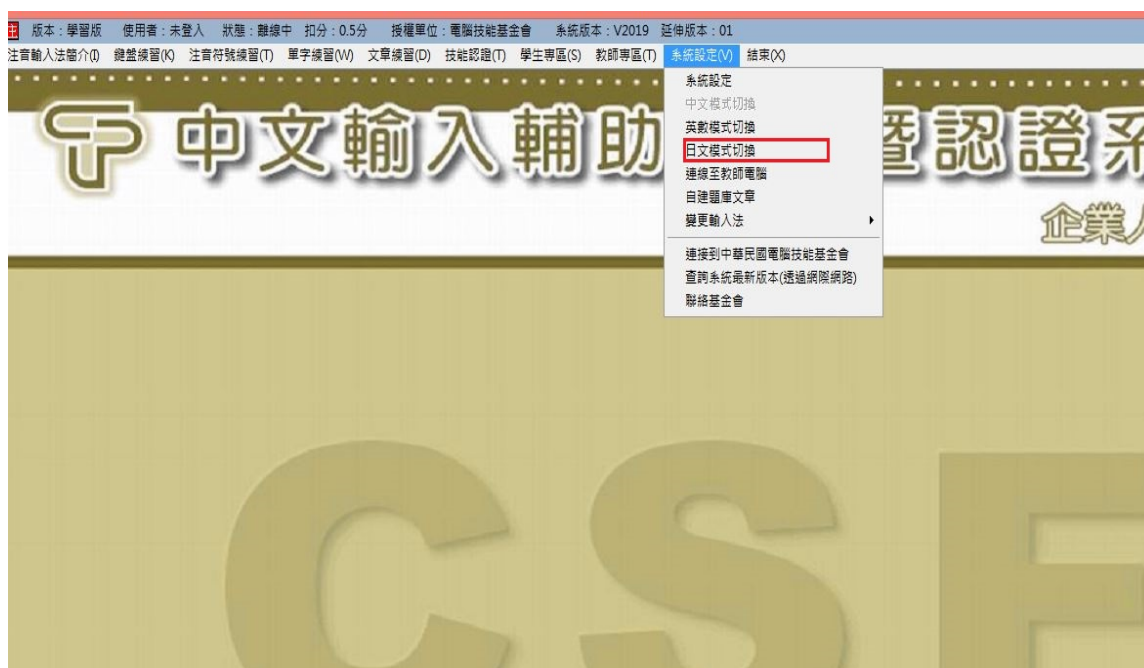 注 版本：學習版 使用者：未登入 狀態：離線中 扣分：0.5分 授權單位：電腦技能基金會 系統版本：V2019 延伸版本：01
注音輸入法簡介(I) 鍵盤練習(K) 注音符號練習(T) 單字練習(W) 文章練習(D) 技能認證(T) 學生專區(S) 教師專區(T) 系統設定(V) 結束(X)
系統設定
中文模式切換
英數模式切換
日文模式切換
連線至教師電腦
自建題庫文章
變更輸入法
連接到中華民國電腦技能基金會
查詢系統最新版本(透過網際網路)
聯絡基金會
中文輸入輔助 暨認證系
企業人
CSF